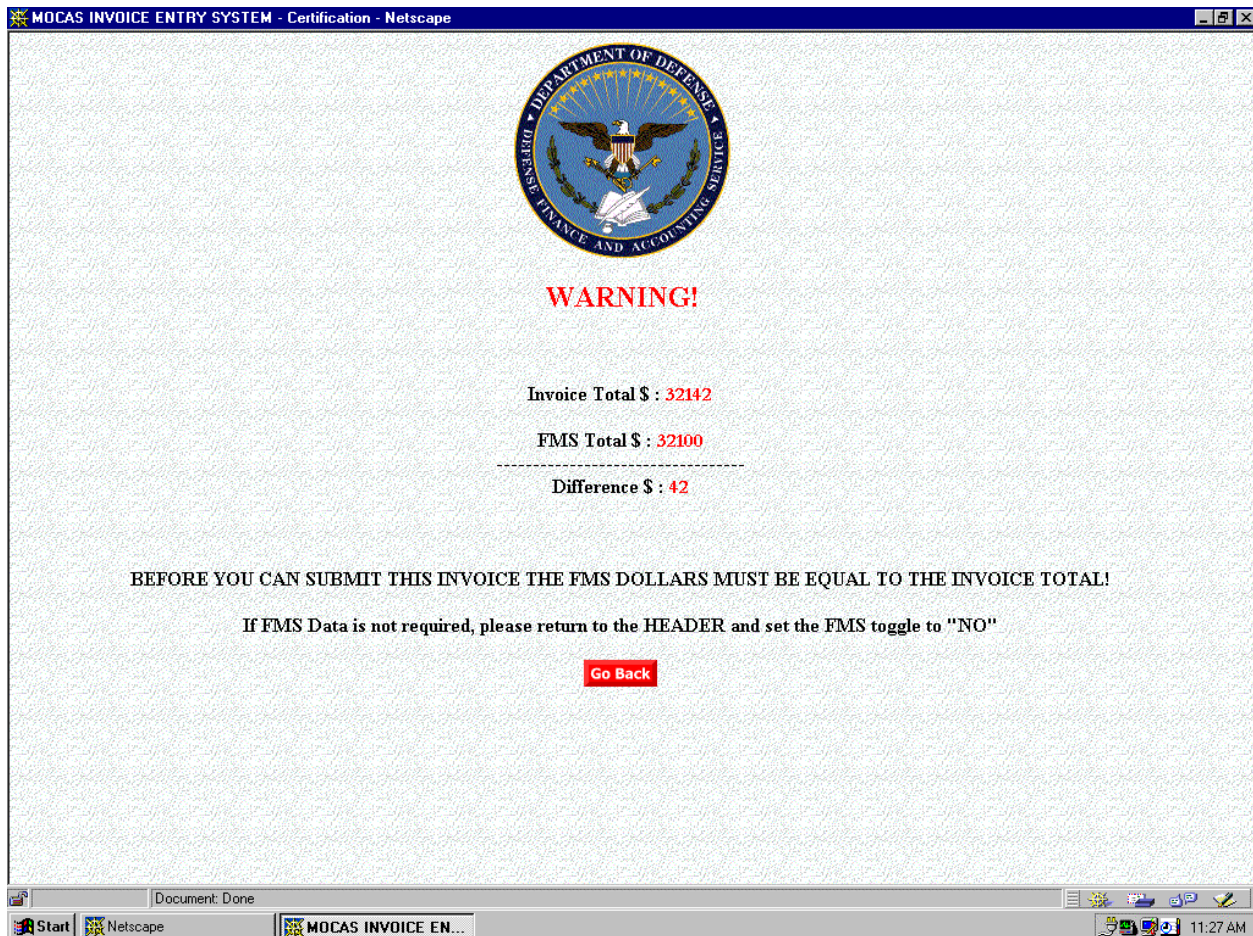 MOCAS INVOICE ENTRY SYSTEM - Certification - Netscape
DEPARTMENT OF DEFENSE
DEFENSE FINANCE AND ACCOUNTING SERVICE
WARNING!
Invoice Total $ : 32142
FMS Total $ : 32100
---------------------------------
Difference $ : 42
BEFORE YOU CAN SUBMIT THIS INVOICE THE FMS DOLLARS MUST BE EQUAL TO THE INVOICE TOTAL!
If FMS Data is not required, please return to the HEADER and set the FMS toggle to "NO"
Go Back
Document: Done
Start Netscape MOCAS INVOICE EN... 11:27 AM